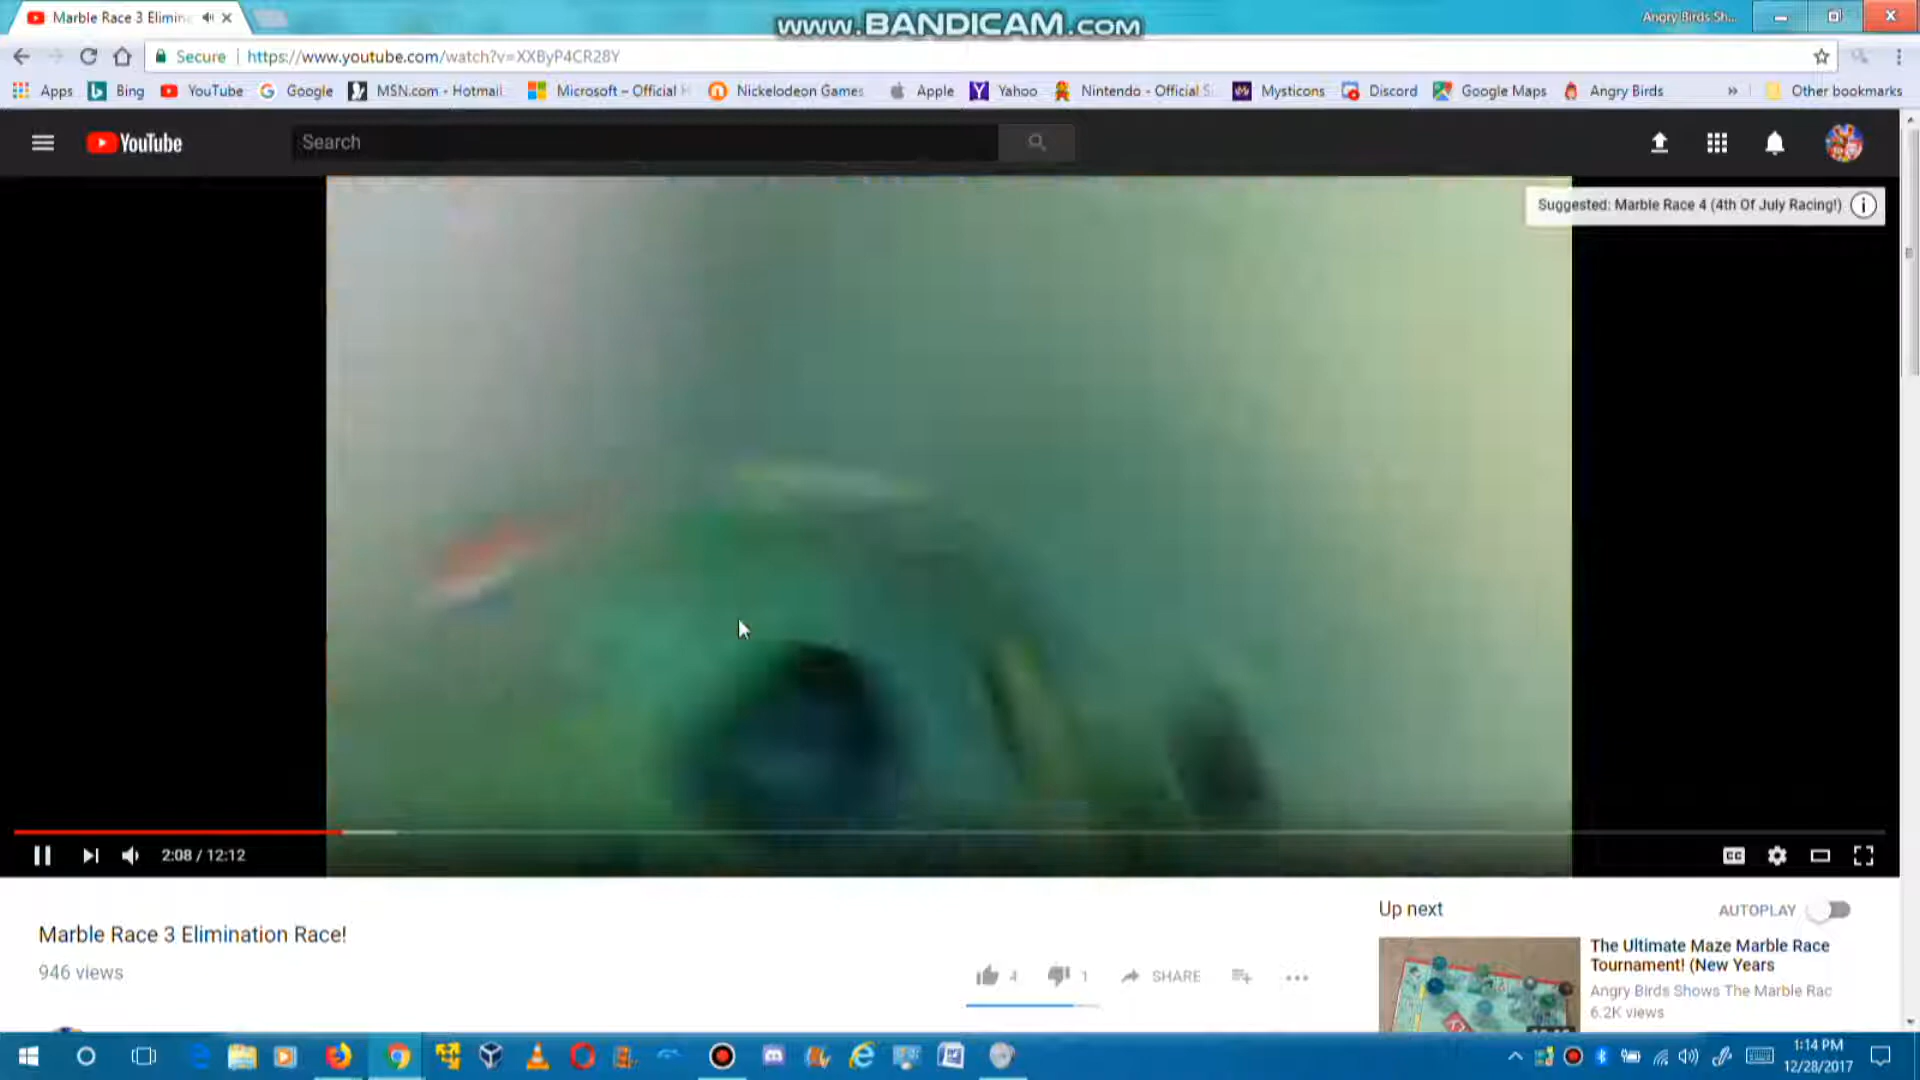 Marble Race 3 Elimin
www.BANDICAM.com
Angry Birds Sh...
Secure
https://www.youtube.com/watch?v=XXByP4CR28Y
Apps
Bing
YouTube
Google
MSN.com - Hotmail
Microsoft – Official H
Nickelodeon Games
Apple
Yahoo
Nintendo - Official S
Mysticons
Discord
Google Maps
Angry Birds
»
Other bookmarks
YouTube
Search
Suggested: Marble Race 4 (4th Of July Racing!)
2:08 / 12:12
CC
Marble Race 3 Elimination Race!
946 views
4
1
SHARE
Up next
AUTOPLAY
The Ultimate Maze Marble Race
Tournament! (New Years
Angry Birds Shows The Marble Rac
6.2K views
1:14 PM
12/28/2017